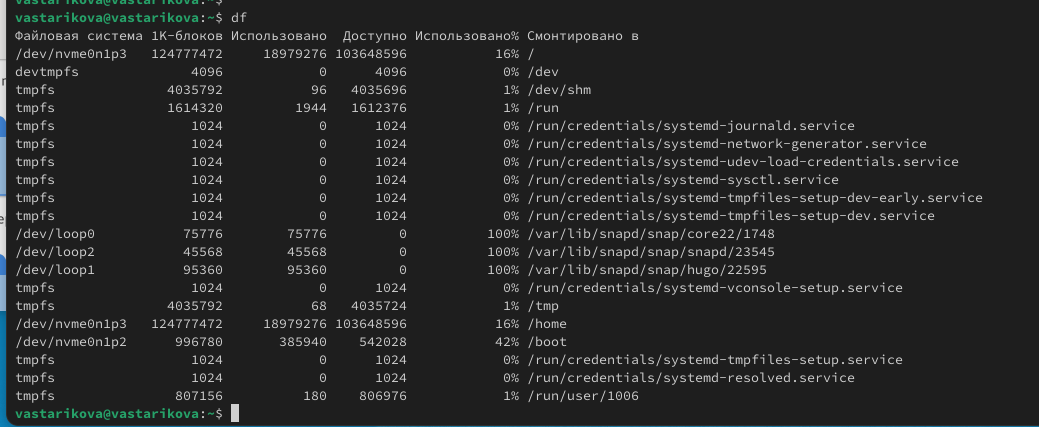 vastarikova@vastarikova:~$
vastarikova@vastarikova:~$ df
Файловая система 1K-блоков Использовано Доступно Использовано% Смонтировано в
/dev/nvme0n1p3 124777472 18979276 103648596 16% /
devtmpfs 4096 0 4096 0% /dev
tmpfs 4035792 96 4035696 1% /dev/shm
tmpfs 1614320 1944 1612376 1% /run
tmpfs 1024 0 1024 0% /run/credentials/systemd-journald.service
tmpfs 1024 0 1024 0% /run/credentials/systemd-network-generator.service
tmpfs 1024 0 1024 0% /run/credentials/systemd-udev-load-credentials.service
tmpfs 1024 0 1024 0% /run/credentials/systemd-sysctl.service
tmpfs 1024 0 1024 0% /run/credentials/systemd-tmpfiles-setup-dev-early.service
tmpfs 1024 0 1024 0% /run/credentials/systemd-tmpfiles-setup-dev.service
/dev/loop0 75776 75776 0 100% /var/lib/snapd/snap/core22/1748
/dev/loop2 45568 45568 0 100% /var/lib/snapd/snap/snapd/23545
/dev/loop1 95360 95360 0 100% /var/lib/snapd/snap/hugo/22595
tmpfs 1024 0 1024 0% /run/credentials/systemd-vconsole-setup.service
tmpfs 4035792 68 4035724 1% /tmp
/dev/nvme0n1p3 124777472 18979276 103648596 16% /home
/dev/nvme0n1p2 996780 385940 542028 42% /boot
tmpfs 1024 0 1024 0% /run/credentials/systemd-tmpfiles-setup.service
tmpfs 1024 0 1024 0% /run/credentials/systemd-resolved.service
tmpfs 807156 180 806976 1% /run/user/1006
vastarikova@vastarikova:~$